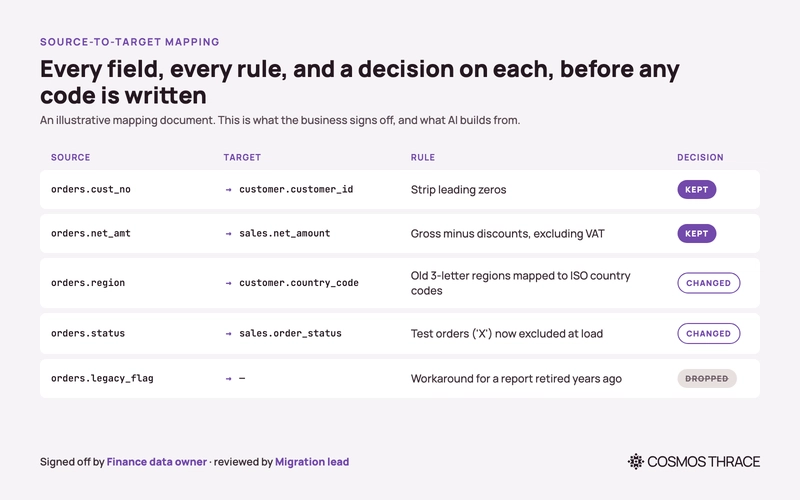 SOURCE-TO-TARGET MAPPING
Every field, every rule, and a decision on each, before any
code is written
An illustrative mapping document. This is what the business signs off, and what AI builds from.
SOURCE TARGET RULE DECISION
orders.cust_no → customer.customer_id Strip leading zeros KEPT
orders.net_amt → sales.net_amount Gross minus discounts, excluding VAT KEPT
orders.region → customer.country_code Old 3-letter regions mapped to ISO country
codes CHANGED
orders.status → sales.order_status Test orders ('X') now excluded at load CHANGED
orders.legacy_flag → — Workaround for a report retired years ago DROPPED
Signed off by Finance data owner · reviewed by Migration lead
COSMOS THRACE